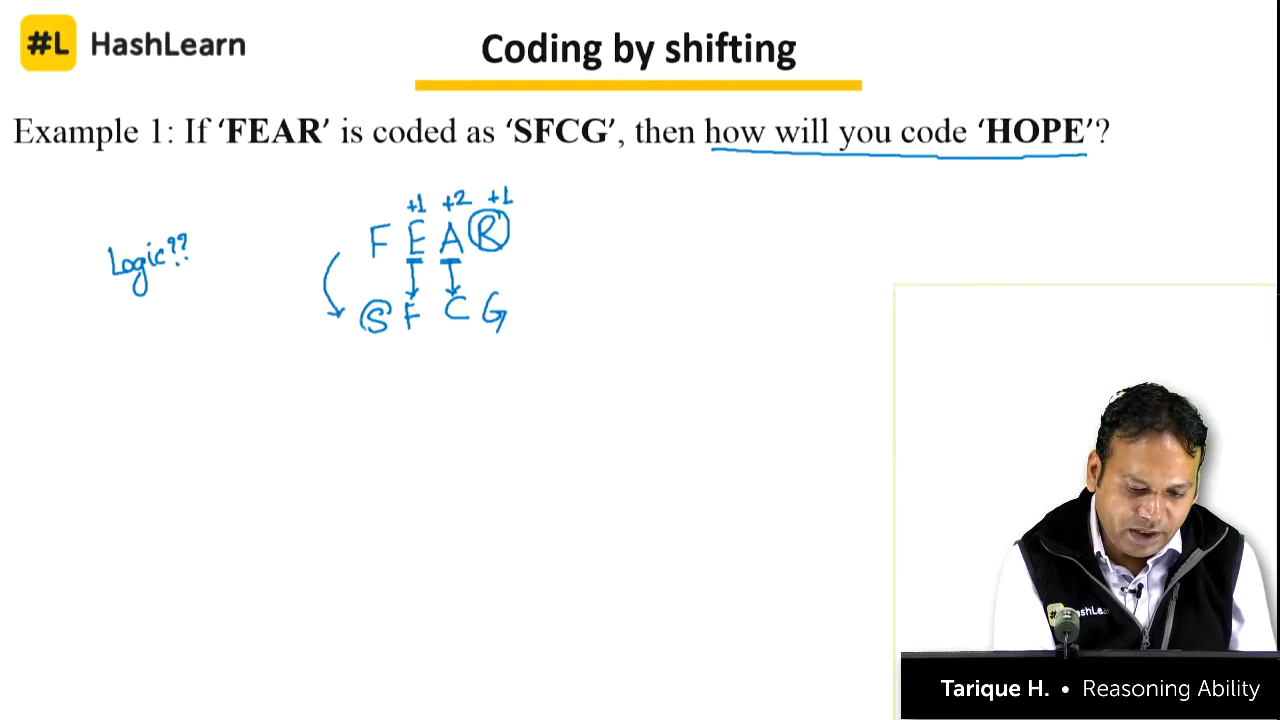 #L HashLearn
Coding by shifting
Example 1: If ‘FEAR’ is coded as ‘SFCG’, then how will you code ‘HOPE’?
+1 +2 +1
F E A R
Logic??
S F C G
#L HashLe
Tarique H. • Reasoning Ability